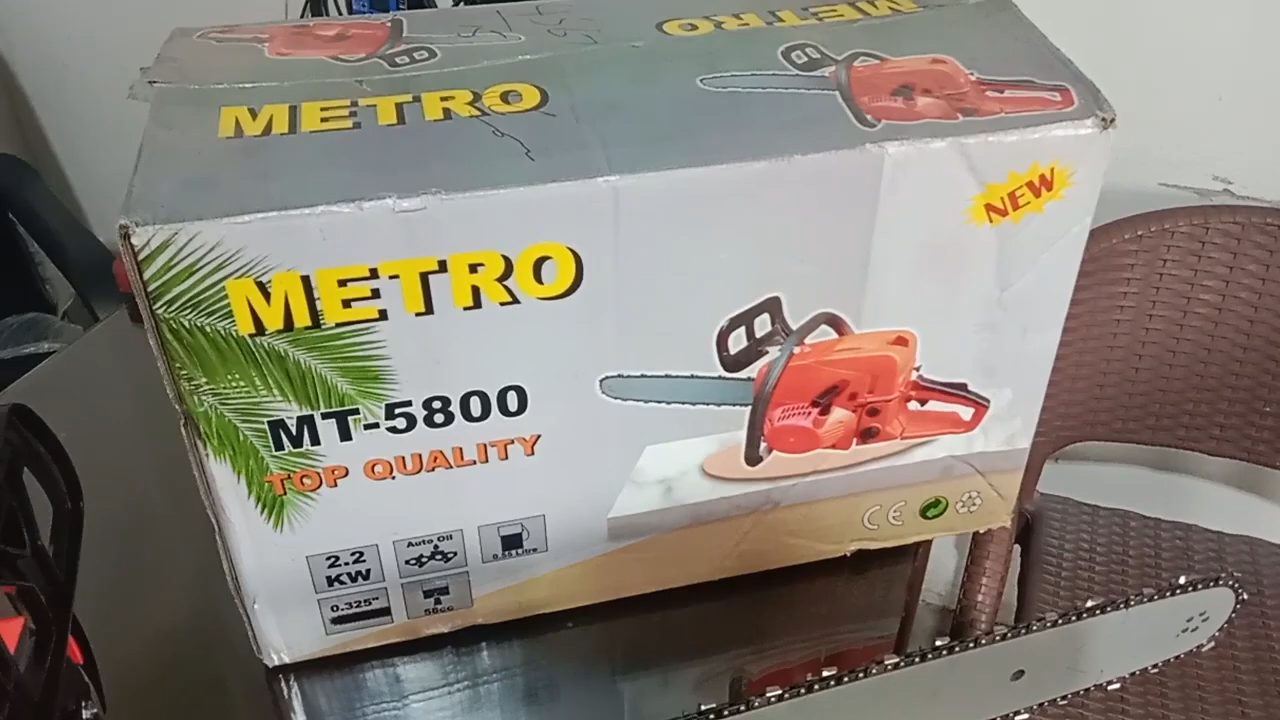 METRO
METRO
NEW
METRO
MT-5800
TOP QUALITY
2.2
KW
Auto Oil
0.55 Litre
0.325"
58cc
CE